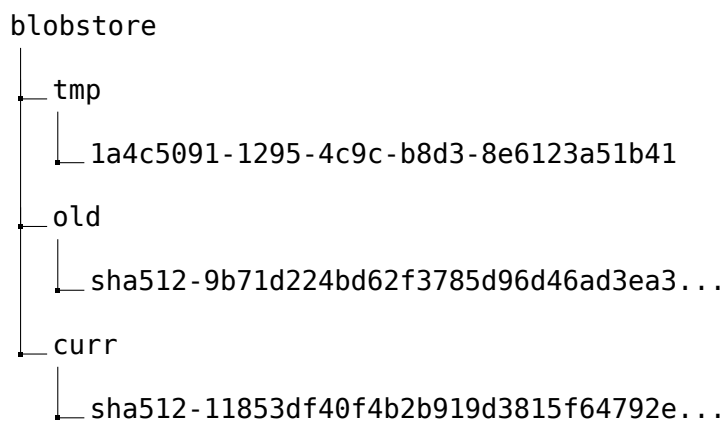 blobstore
tmp
1a4c5091-1295-4c9c-b8d3-8e6123a51b41
old
sha512-9b71d224bd62f3785d96d46ad3ea3...
curr
sha512-11853df40f4b2b919d3815f64792e...